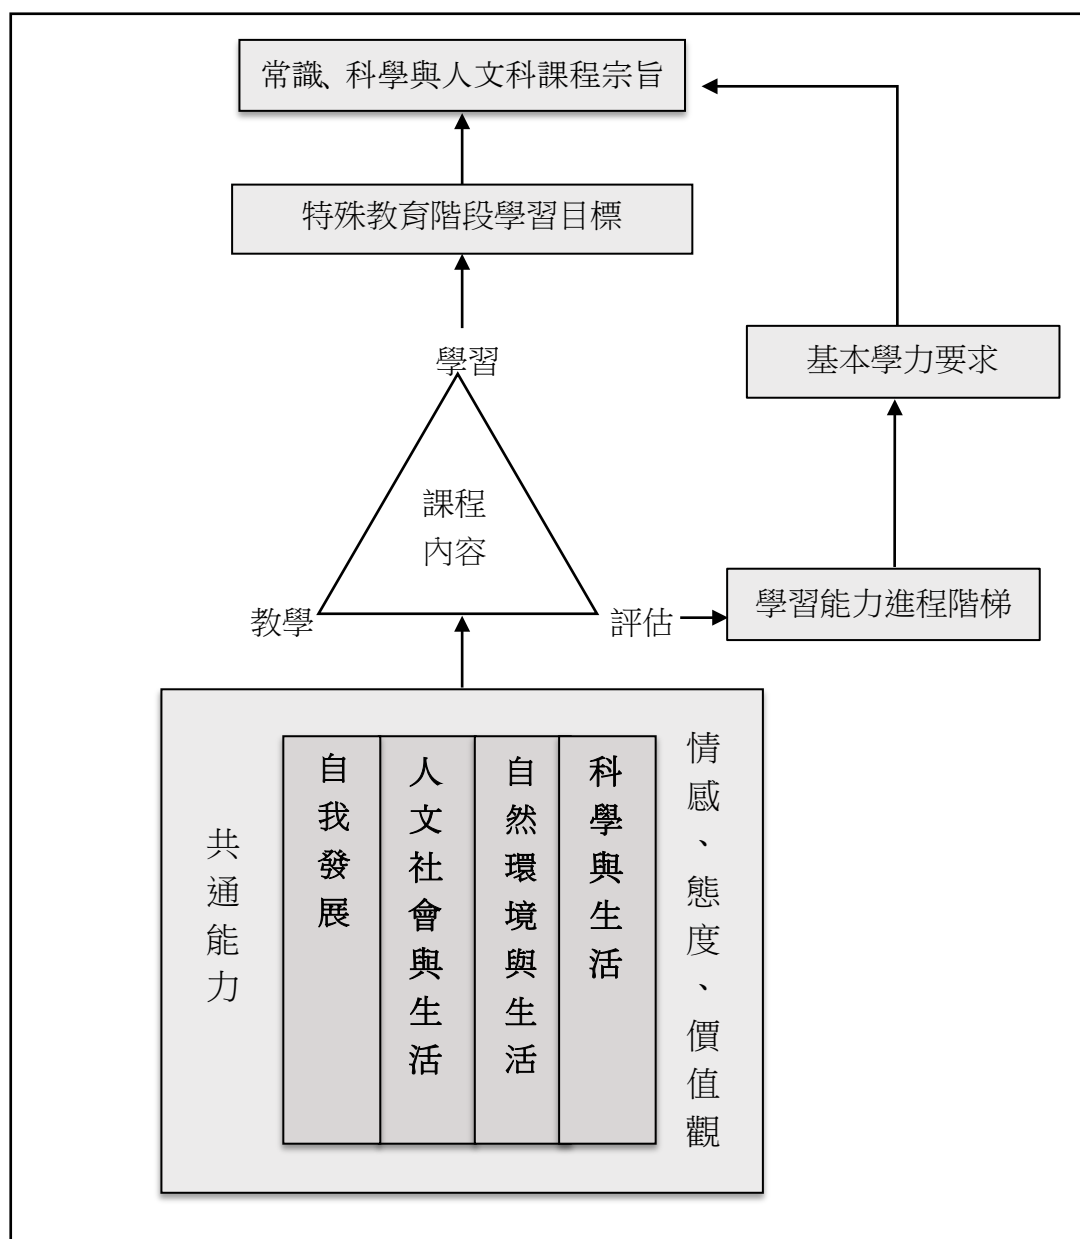 常識、科學與人文科課程宗旨
特殊教育階段學習目標
基本學力要求
學習
課程
內容
教學
評估
學習能力進程階梯
共通能力
自我發展
人文社會與生活
自然環境與生活
科學與生活
情感、態度、價值觀